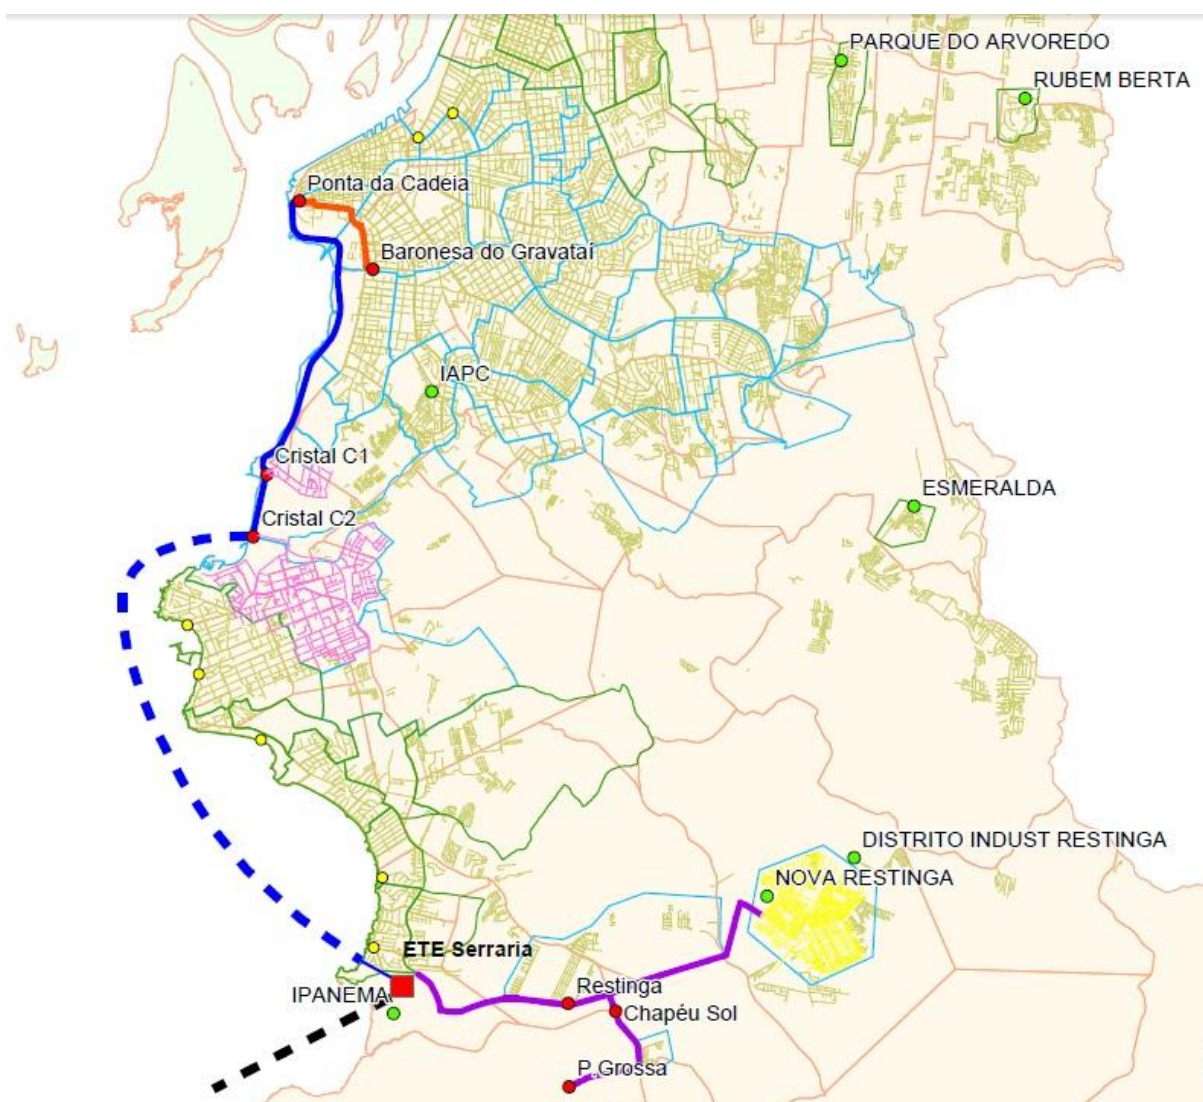 PARQUE DO ARVOREDO
RUBEM BERTA
Ponta da Cadeia
Baronesa do Gravataí
IAPC
Cristal C1
Cristal C2
ESMERALDA
DISTRITO INDUST RESTINGA
NOVA RESTINGA
ETE Serraria
IPANEMA
Restinga
Chapéu Sol
P.Grossa